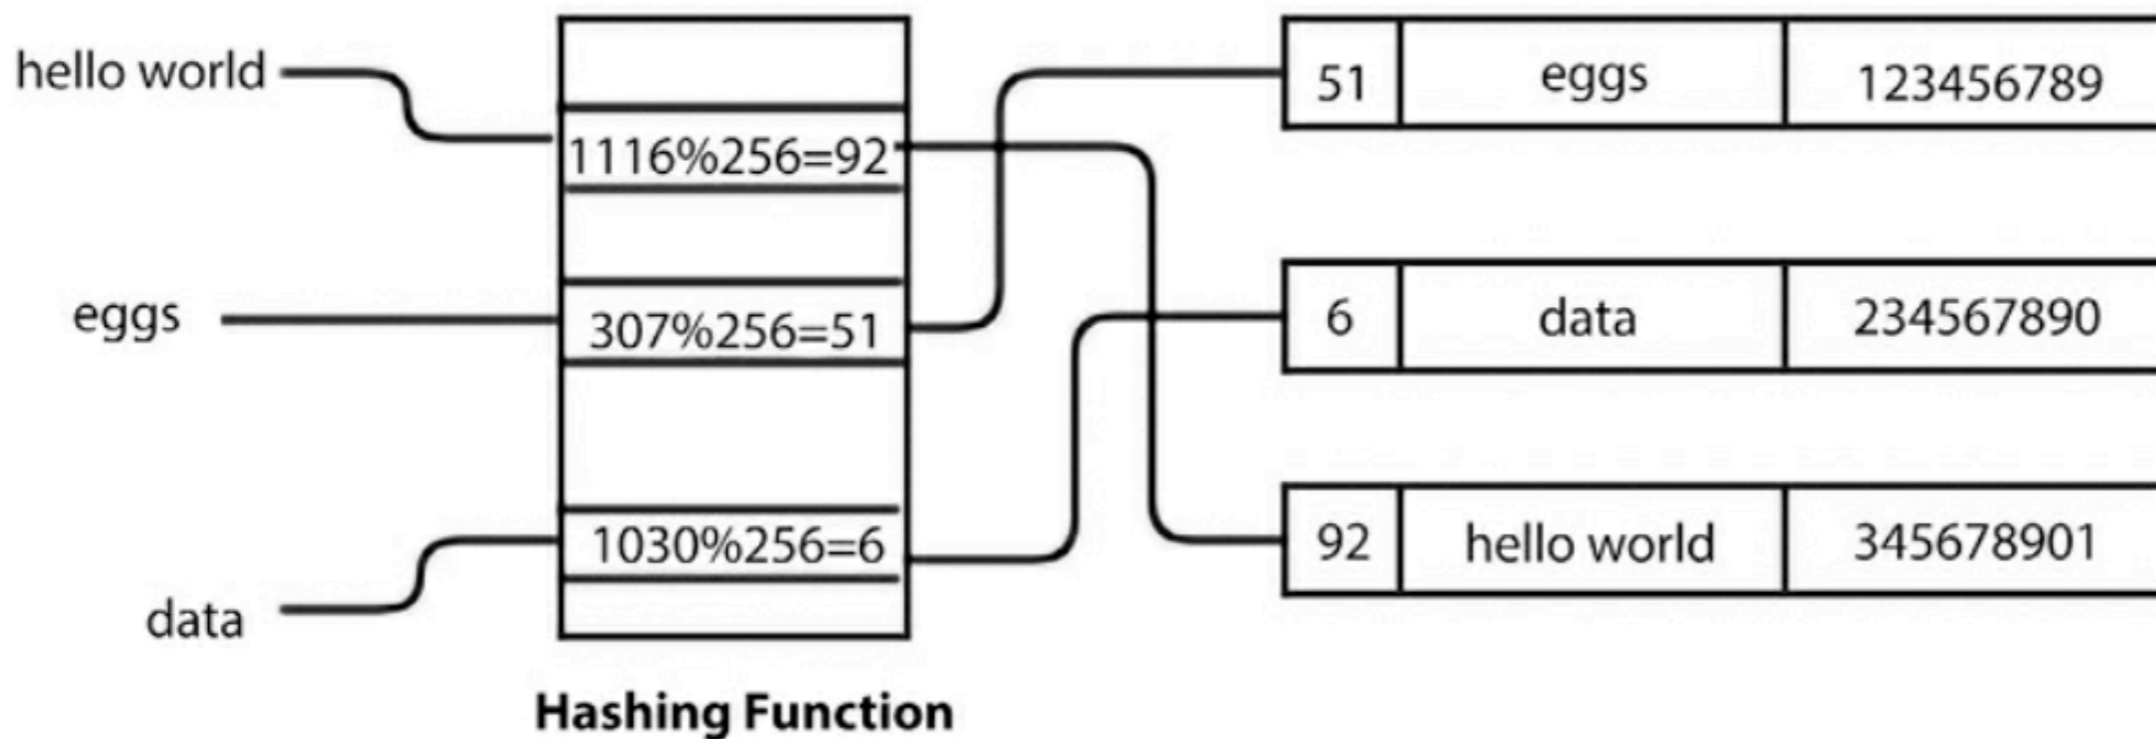 hello world
eggs
data
1116%256=92
307%256=51
1030%256=6
Hashing Function
51 eggs 123456789
6 data 234567890
92 hello world 345678901